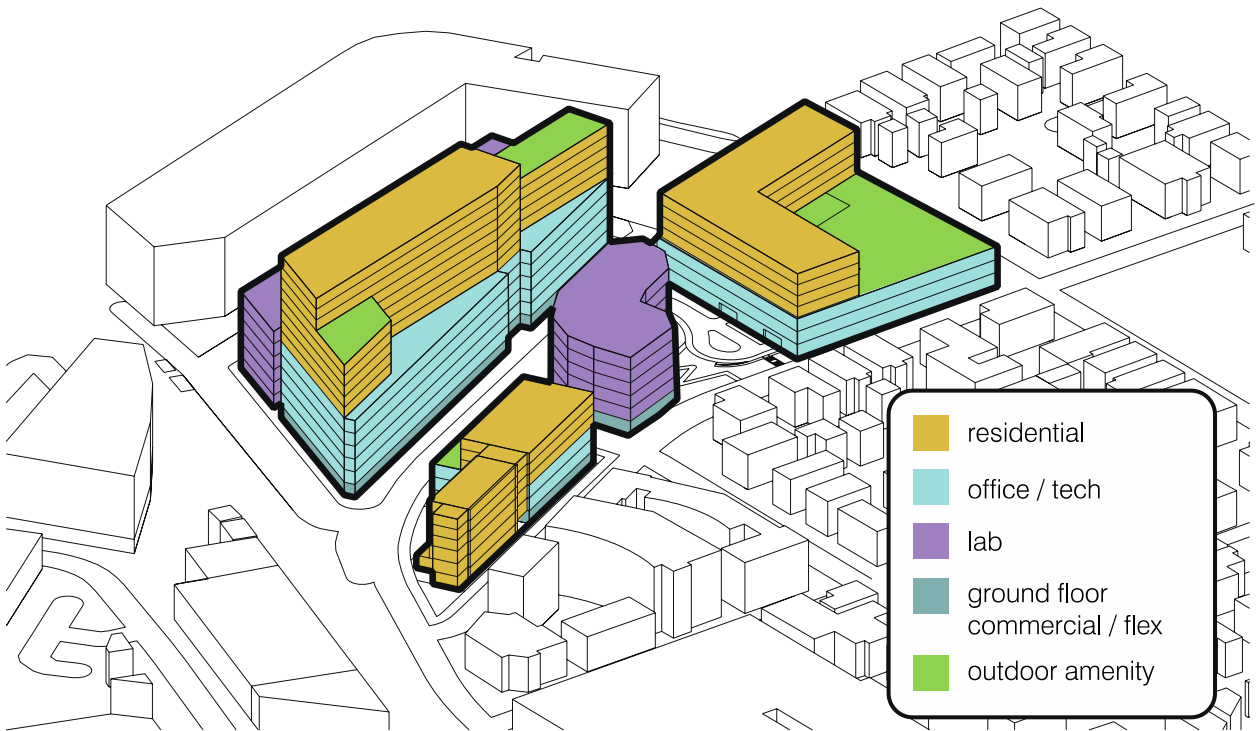 residential
office / tech
lab
ground floor
commercial / flex
outdoor amenity